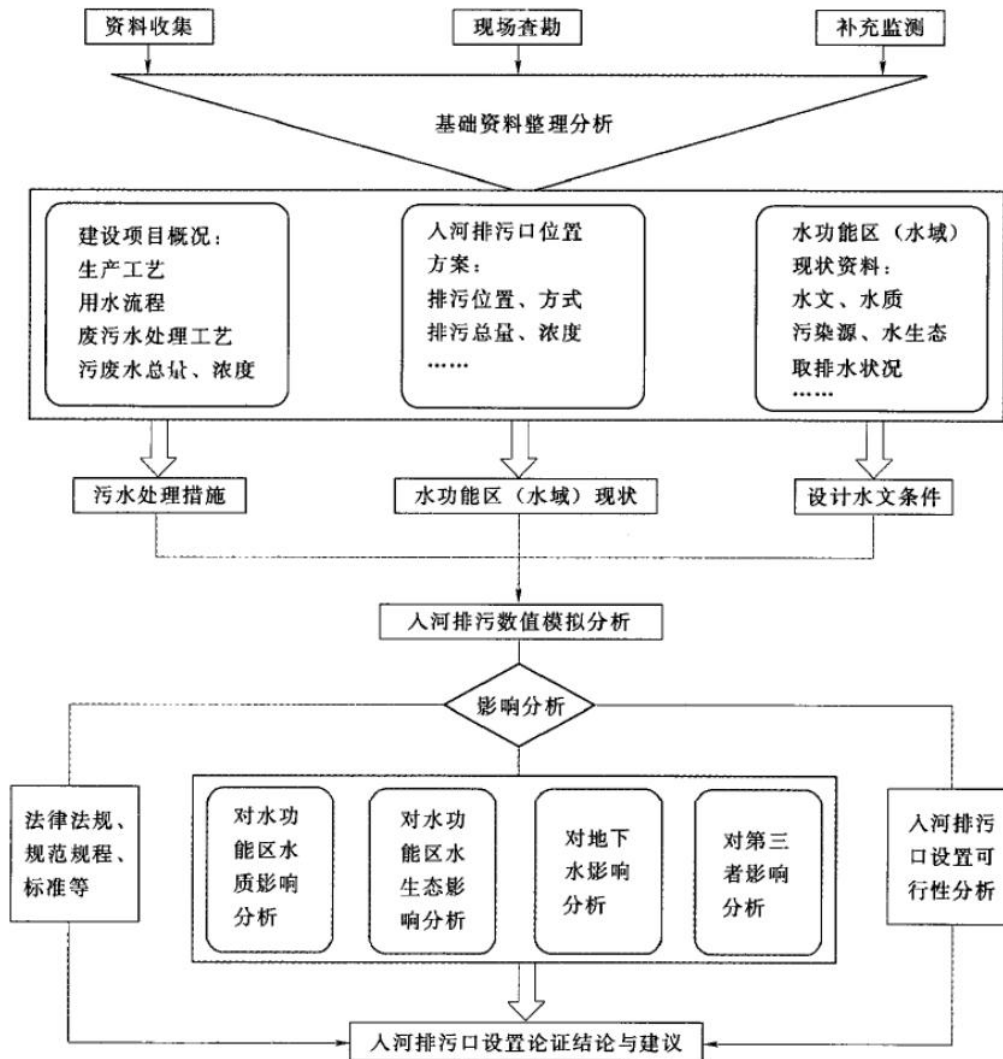 资料收集
现场查勘
补充监测
基础资料整理分析
建设项目概况：
生产工艺
用水流程
废污水处理工艺
污废水总量、浓度
入河排污口位置
方案：
排污位置、方式
排污总量、浓度
……
水功能区（水域）
现状资料：
水文、水质
污染源、水生态
取排水状况
……
污水处理措施
水功能区（水域）现状
设计水文条件
入河排污数值模拟分析
影响分析
法律法规、
规范规程、
标准等
对水功
能区水
质影响
分析
对水功
能区水
生态影
响分析
对地下
水影响
分析
对第三
者影响
分析
入河排污
口设置可
行性分析
入河排污口设置论证结论与建议